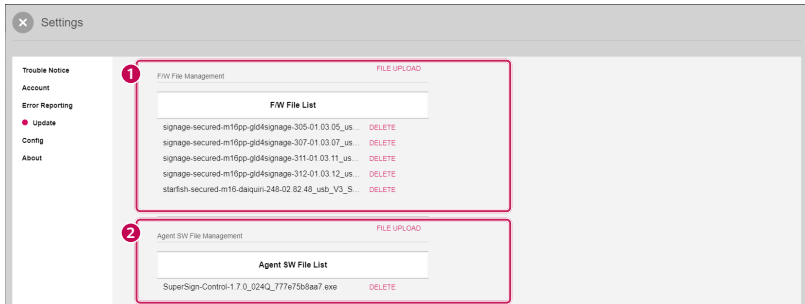 Settings
Trouble Notice
Account
Error Reporting
Update
Config
About
1
FILE UPLOAD
F/W File Management
F/W File List
signage-secured-m16pp-gld4signage-305-01.03.05_us... DELETE
signage-secured-m16pp-gld4signage-307-01.03.07_us... DELETE
signage-secured-m16pp-gld4signage-311-01.03.11_us... DELETE
signage-secured-m16pp-gld4signage-312-01.03.12_us... DELETE
starfish-secured-m16-daiquiri-248-02.82.48_usb_V3_S... DELETE
2
FILE UPLOAD
Agent SW File Management
Agent SW File List
SuperSign-Control-1.7.0_024Q_777e75b8aa7.exe DELETE